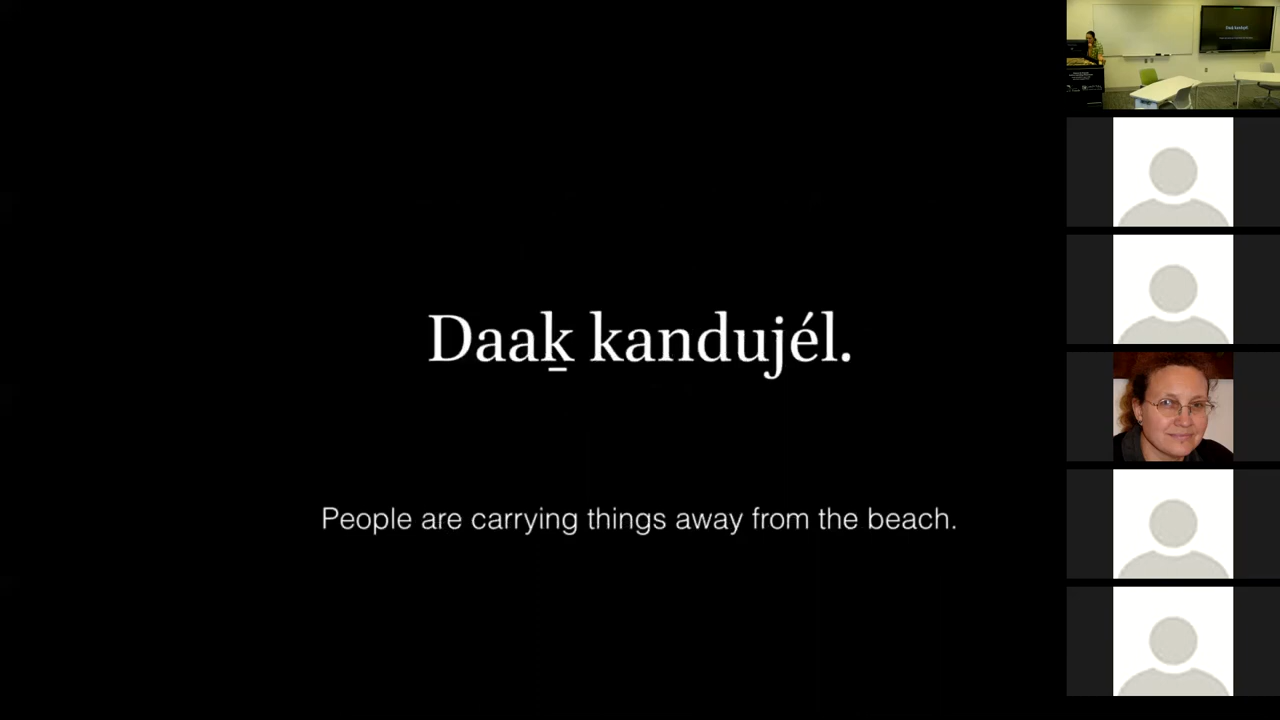 Daaḵ kandujél.
People are carrying things away from the beach.